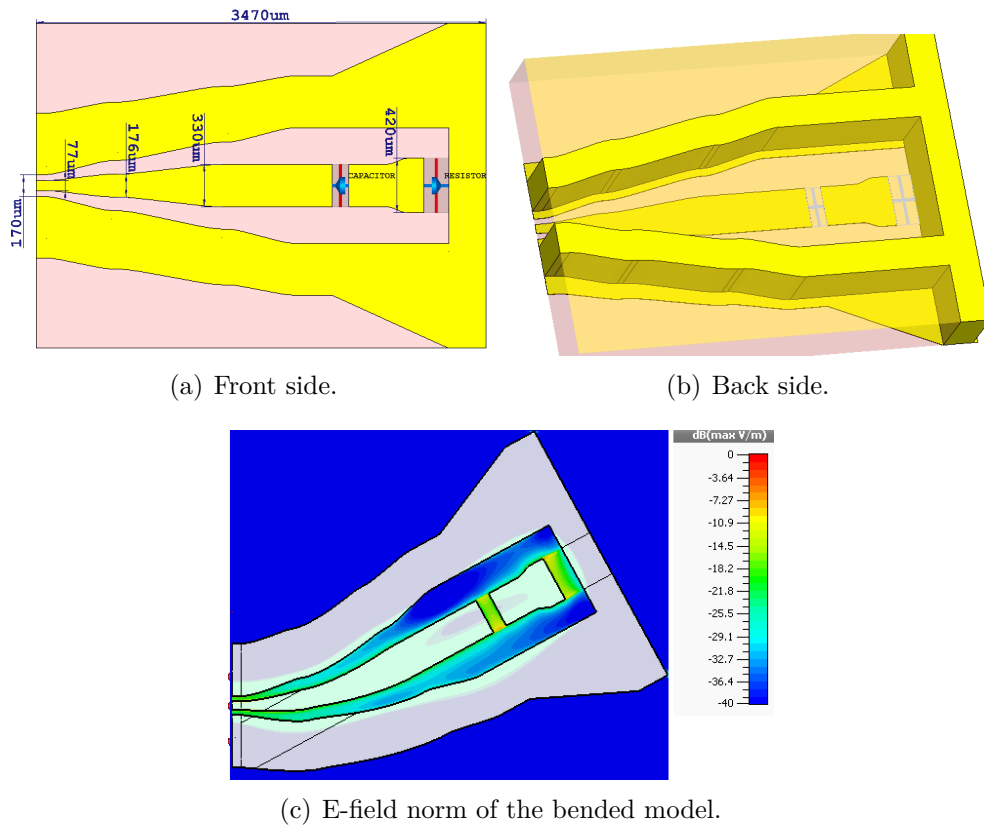 3470um
170um
77um
176um
330um
420um
CAPACITOR
RESISTOR
(a) Front side.
(b) Back side.
dB(max V/m)
0
-3.64
-7.27
-10.9
-14.5
-18.2
-21.8
-25.5
-29.1
-32.7
-36.4
-40
(c) E-field norm of the bended model.